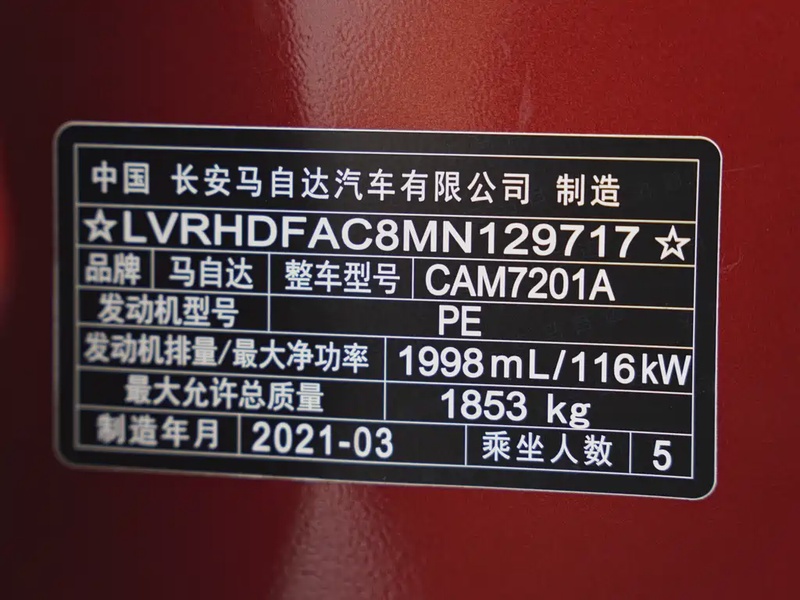 中国 长安马自达汽车有限公司 制造
☆LVRHDFAC8MN129717☆
品牌 马自达 整车型号 CAM7201A
发动机型号 PE
发动机排量/最大净功率 1998mL/116kW
最大允许总质量 1853 kg
制造年月 2021-03 乘坐人数 5